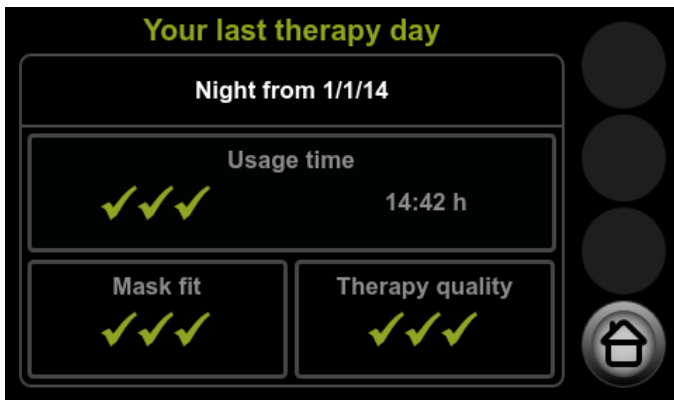 Your last therapy day
Night from 1/1/14
Usage time
14:42 h
Mask fit
Therapy quality